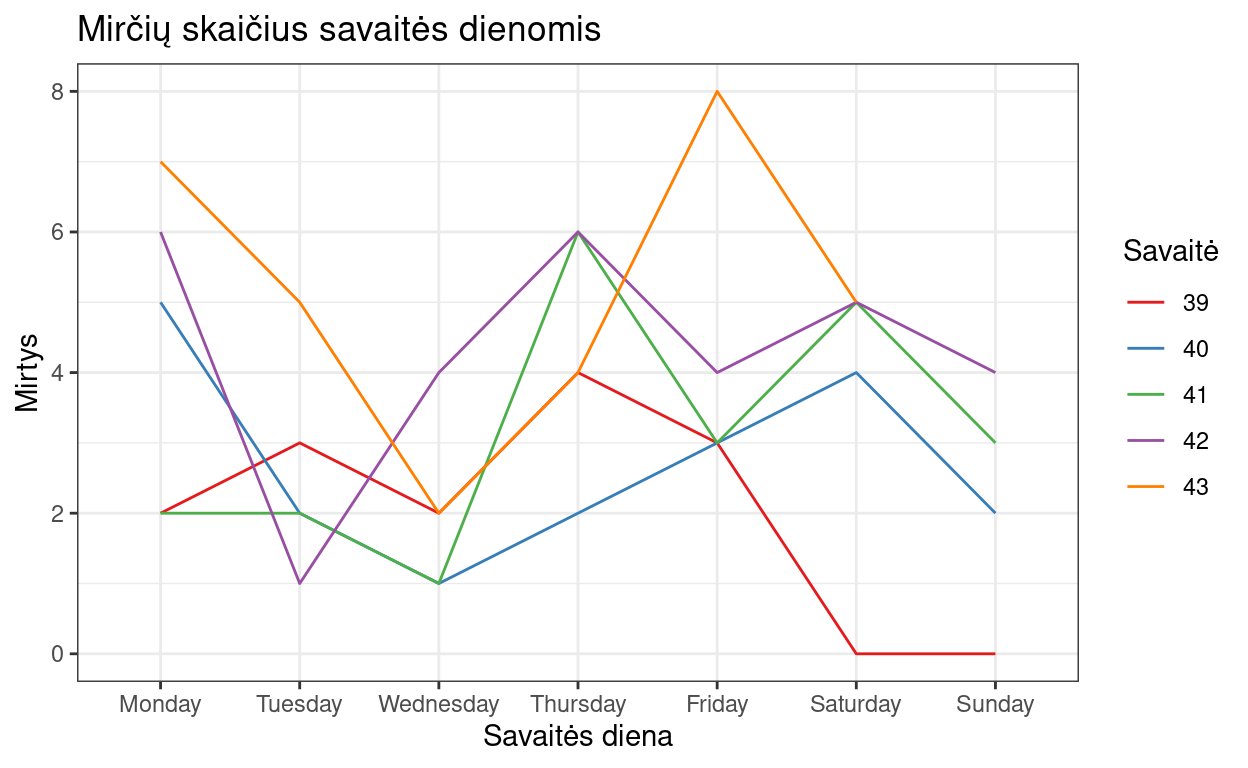 Mirčių skaičius savaitės dienomis
Mirtys
8
6
4
2
0
Monday Tuesday Wednesday Thursday Friday Saturday Sunday
Savaitės diena
Savaitė
39
40
41
42
43